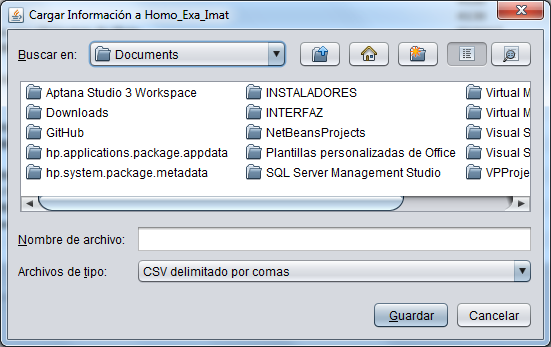 Cargar Información a Homo_Exa_Imat
Buscar en: Documents
Aptana Studio 3 Workspace INSTALADORES Virtual M
Downloads INTERFAZ Virtual M
GitHub NetBeansProjects Visual S
hp.applications.package.appdata Plantillas personalizadas de Office Visual S
hp.system.package.metadata SQL Server Management Studio VPProje
Nombre de archivo:
Archivos de tipo: CSV delimitado por comas
Guardar Cancelar